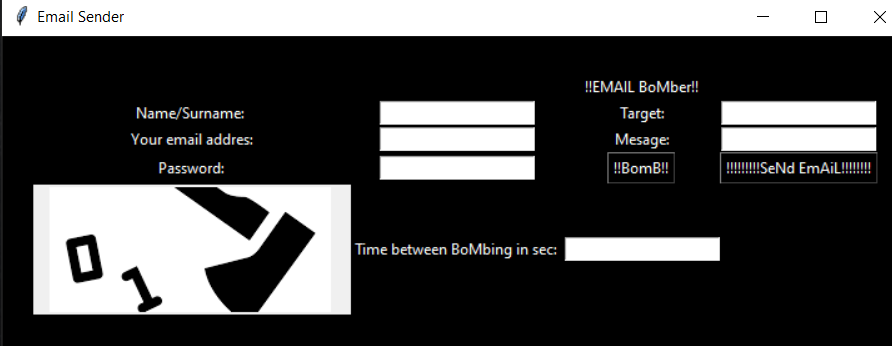 Email Sender
!!EMAIL BoMber!!
Name/Surname: Target:
Your email addres: Mesage:
Password: !!BomB!! !!!!!!!!!SeNd EmAiL!!!!!!!!
0 1
Time between BoMbing in sec: